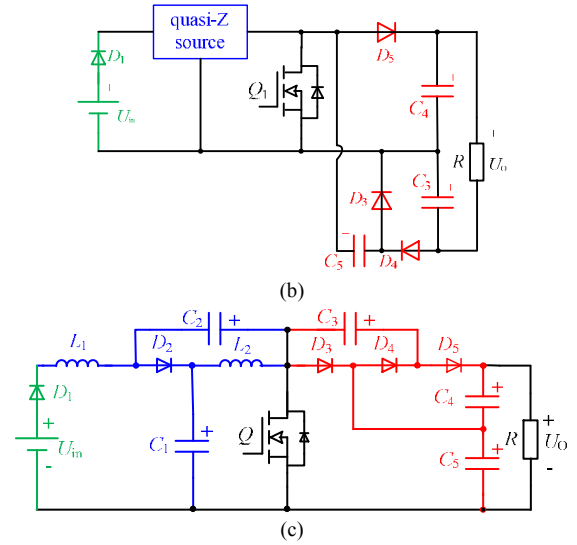 quasi-Z
source
D1
+
Uin
Q1
D5
+
C4
+
R
Uo
C3
+
D3
−
C5
D4
(b)
C2
+
C3
+
L1
D2
L2
D3
D4
D5
D1
+
Uin
-
C1
+
Q
C4
+
C5
+
R
+
UO
-
(c)